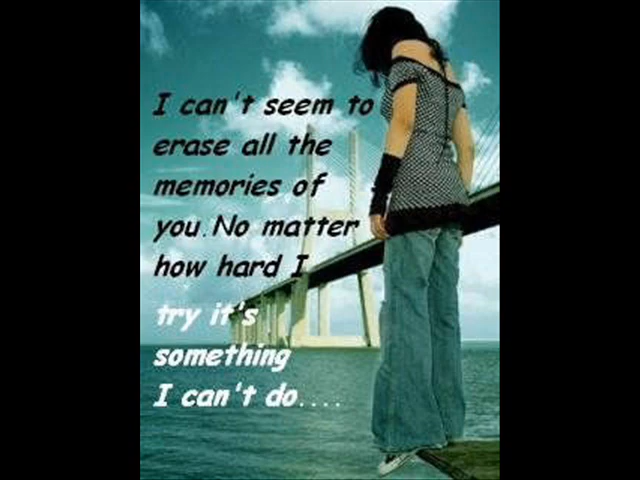 I can't seem to
erase all the
memories of
you.No matter
how hard I
try it's
something
I can't do....